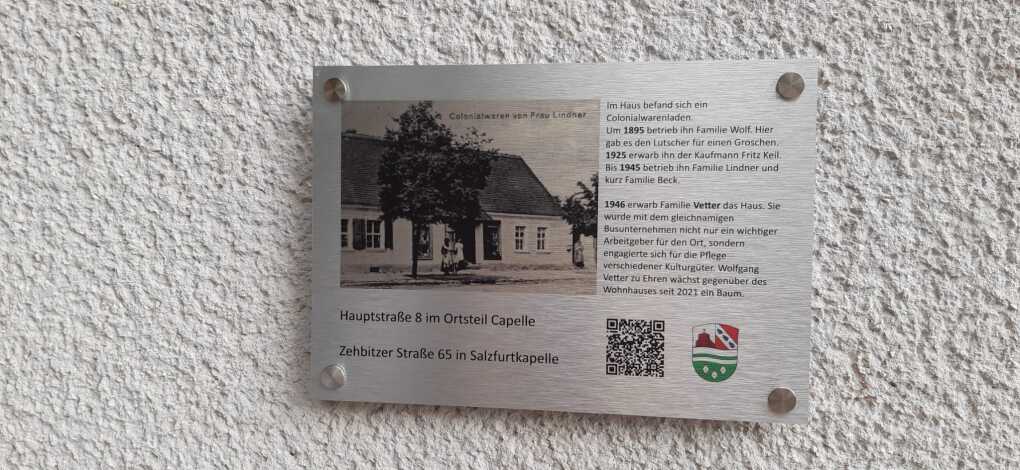 Colonialwaren von Frau Lindner
Im Haus befand sich ein
Colonialwarenladen.
Um 1895 betrieb ihn Familie Wolf. Hier
gab es den Lutscher für einen Groschen.
1925 erwarb ihn der Kaufmann Fritz Keil.
Bis 1945 betrieb ihn Familie Lindner und
kurz Familie Beck.
1946 erwarb Familie Vetter das Haus. Sie
wurde mit dem gleichnamigen
Busunternehmen nicht nur ein wichtiger
Arbeitgeber für den Ort, sondern
engagierte sich für die Pflege
verschiedener Kulturgüter. Wolfgang
Vetter zu Ehren wächst gegenüber des
Wohnhauses seit 2021 ein Baum.
Hauptstraße 8 im Ortsteil Capelle
Zehbitzer Straße 65 in Salzfurtkapelle